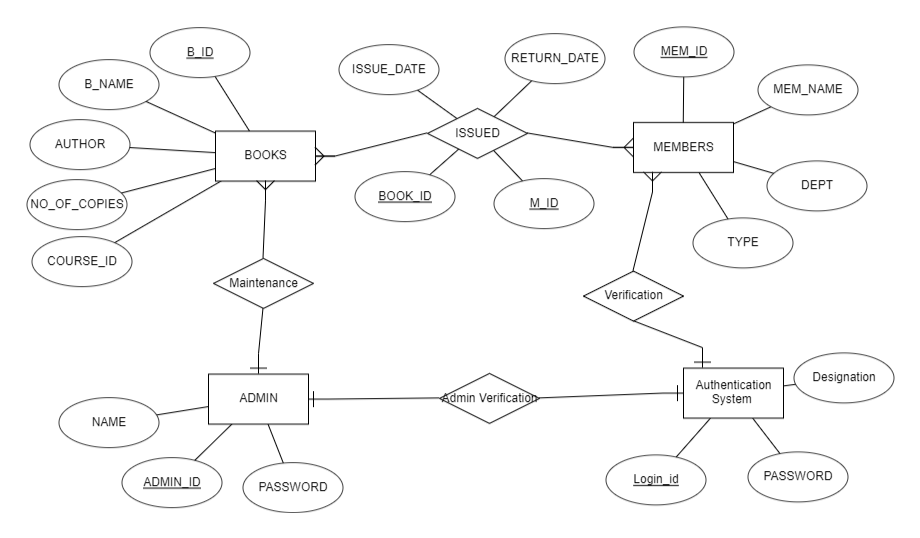 B_ID
ISSUE_DATE
RETURN_DATE
MEM_ID
B_NAME
MEM_NAME
AUTHOR
BOOKS
ISSUED
MEMBERS
NO_OF_COPIES
BOOK_ID
M_ID
DEPT
COURSE_ID
TYPE
Maintenance
Verification
ADMIN
Admin Verification
Authentication
System
Designation
NAME
ADMIN_ID
PASSWORD
Login_id
PASSWORD